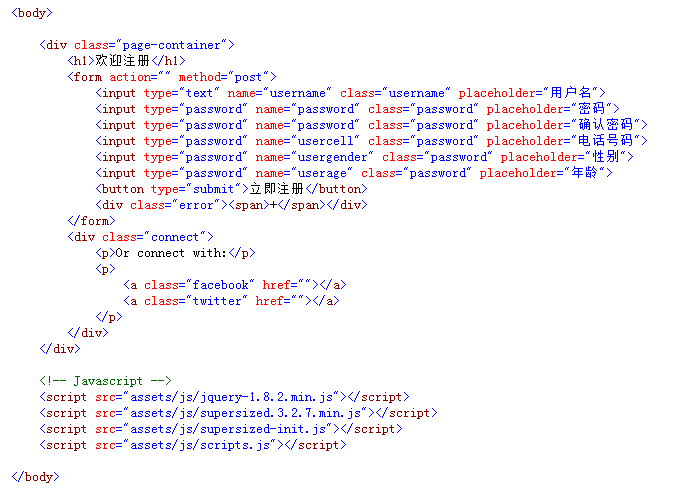 <body>
<div class="page-container">
<h1>欢迎注册</h1>
<form action="" method="post">
<input type="text" name="username" class="username" placeholder="用户名">
<input type="password" name="password" class="password" placeholder="密码">
<input type="password" name="password" class="password" placeholder="确认密码">
<input type="password" name="usercell" class="password" placeholder="电话号码">
<input type="password" name="usergender" class="password" placeholder="性别">
<input type="password" name="userage" class="password" placeholder="年龄">
<button type="submit">立即注册</button>
<div class="error"><span>+</span></div>
</form>
<div class="connect">
<p>Or connect with:</p>
<p>
<a class="facebook" href=""></a>
<a class="twitter" href=""></a>
</p>
</div>
</div>
<!-- Javascript -->
<script src="assets/js/jquery-1.8.2.min.js"></script>
<script src="assets/js/supersized.3.2.7.min.js"></script>
<script src="assets/js/supersized-init.js"></script>
<script src="assets/js/scripts.js"></script>
</body>